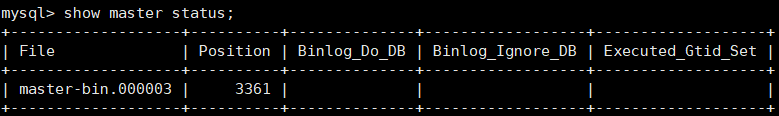 mysql> show master status;
+-------------------+----------+--------------+------------------+-------------------+
| File              | Position | Binlog_Do_DB | Binlog_Ignore_DB | Executed_Gtid_Set |
+-------------------+----------+--------------+------------------+-------------------+
| master-bin.000003 |     3361 |              |                  |                   |
+-------------------+----------+--------------+------------------+-------------------+